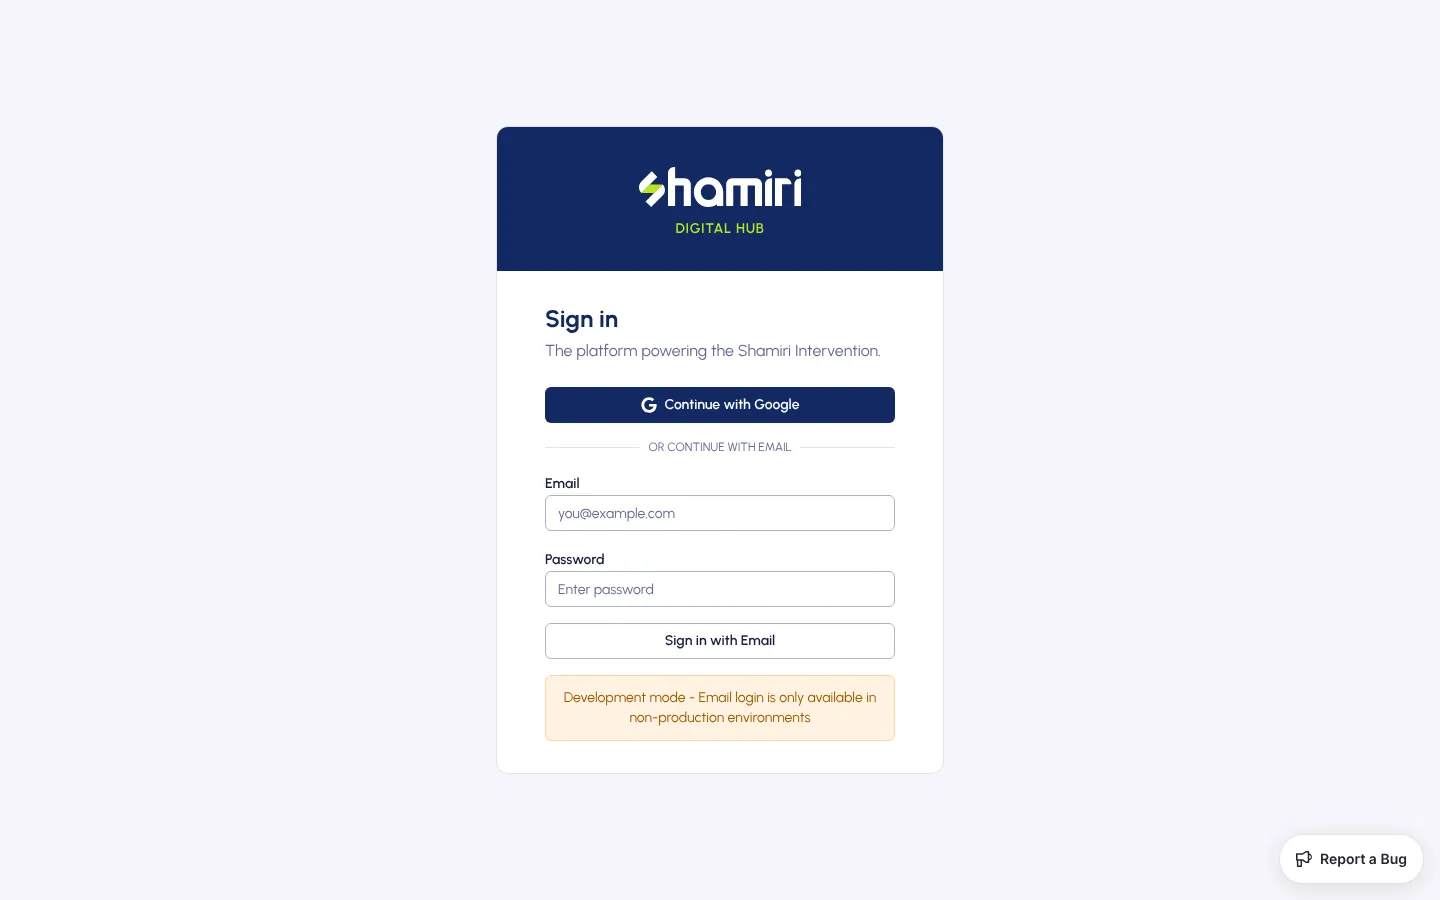 Shamiri
DIGITAL HUB
Sign in
The platform powering the Shamiri Intervention.
Continue with Google
OR CONTINUE WITH EMAIL
Email
you@example.com
Password
Enter password
Sign in with Email
Development mode - Email login is only available in
non-production environments
Report a Bug